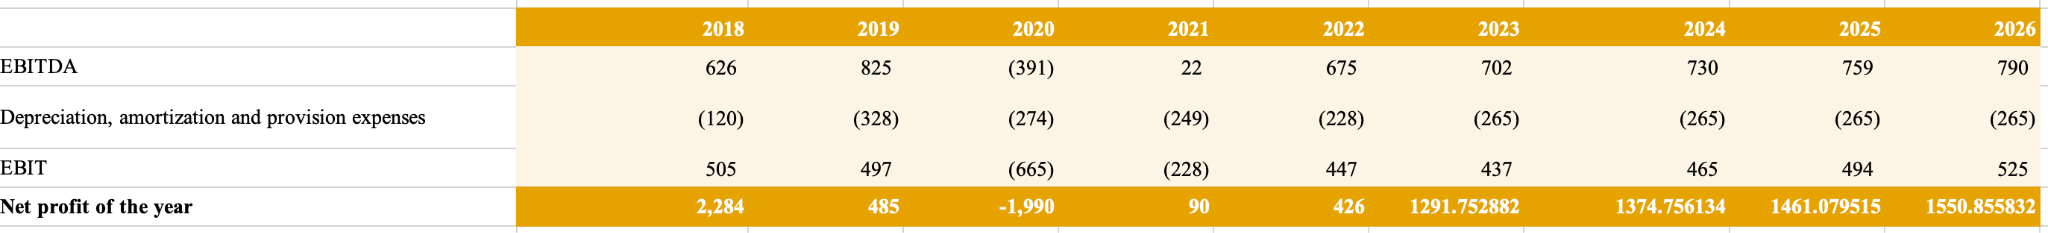 2018 2019 2020 2021 2022 2023 2024 2025 2026
EBITDA 626 825 (391) 22 675 702 730 759 790
Depreciation, amortization and provision expenses (120) (328) (274) (249) (228) (265) (265) (265) (265)
EBIT 505 497 (665) (228) 447 437 465 494 525
Net profit of the year 2,284 485 -1,990 90 426 1291.752882 1374.756134 1461.079515 1550.855832